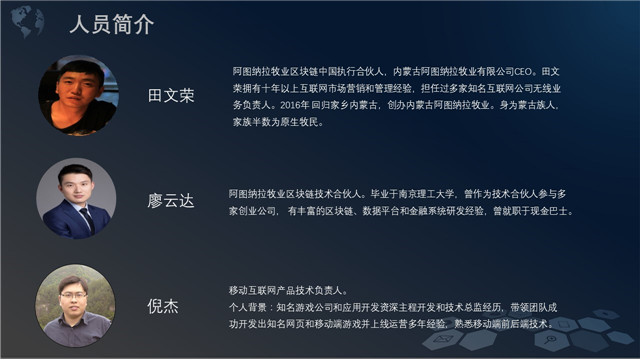 人员简介
田文荣
阿图纳拉牧业区块链中国执行合伙人，内蒙古阿图纳拉牧业有限公司CEO。田文
荣拥有十年以上互联网市场营销和管理经验，担任过多家知名互联网公司无线业
务负责人。2016年回归家乡内蒙古，创办内蒙古阿图纳拉牧业。身为蒙古族人，
家族半数为原生牧民。
廖云达
阿图纳拉牧业区块链技术合伙人。毕业于南京理工大学，曾作为技术合伙人参与多
家创业公司， 有丰富的区块链、数据平台和金融系统研发经验，曾就职于现金巴士。
倪杰
移动互联网产品技术负责人。
个人背景：知名游戏公司和应用开发资深主程开发和技术总监经历，带领团队成
功开发出知名网页和移动端游戏并上线运营多年经验，熟悉移动端前后端技术。